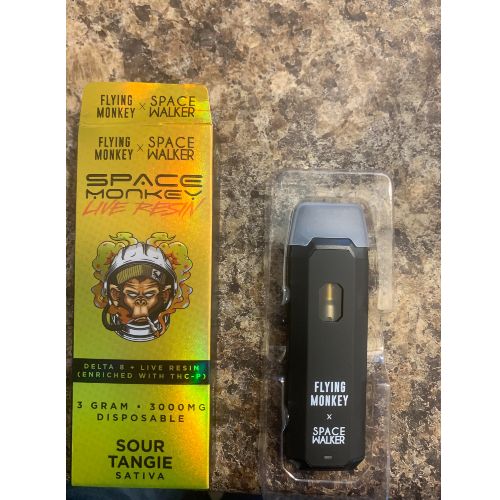 FLYING MONKEY X SPACE WALKER
FLYING MONKEY X SPACE WALKER
SPACE
MONKEY
LIVE RESIN
DELTA 8 + LIVE RESIN
(ENRICHED WITH THC-P)
3 GRAM • 3000MG
DISPOSABLE
SOUR
TANGIE
SATIVA
FLYING
MONKEY
X
SPACE
WALKER